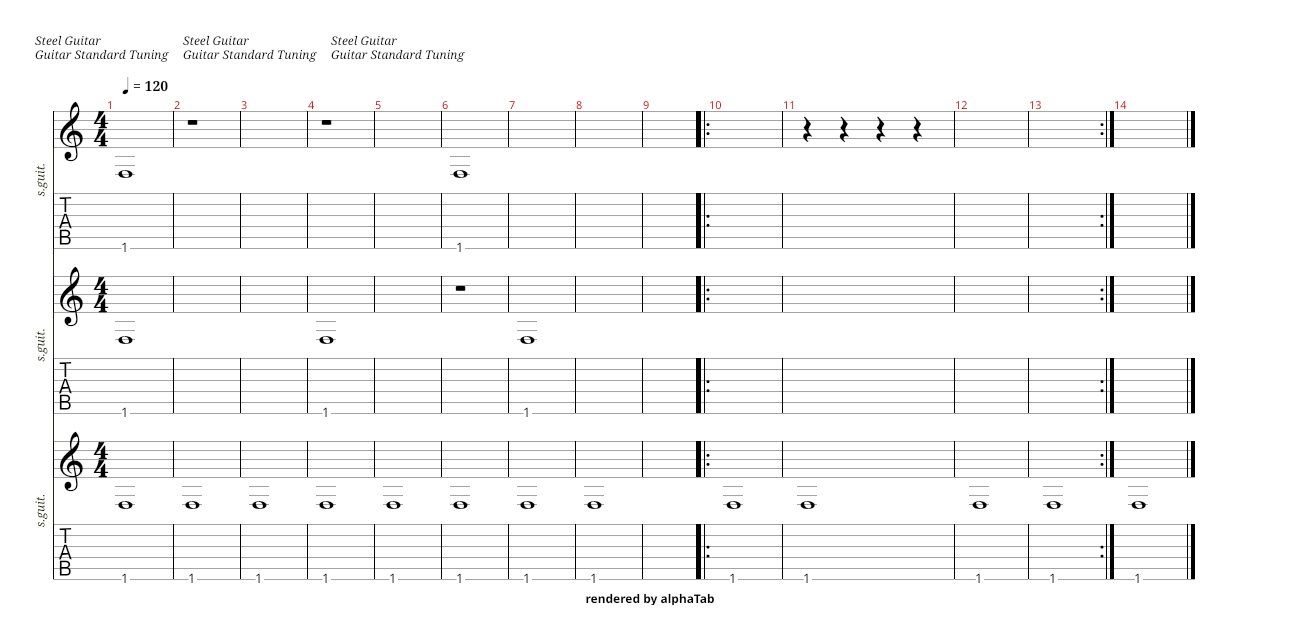 Steel Guitar Steel Guitar Steel Guitar
Guitar Standard Tuning Guitar Standard Tuning Guitar Standard Tuning
= 120
1 2 3 4 5 6 7 8 9 10 11 12 13 14
4
4
s.guit.
T
A
B
1 1
4
4
s.guit.
T
A
B
1 1 1
4
4
s.guit.
T
A
B
1 1 1 1 1 1 1 1 1 1 1 1 1
rendered by alphaTab